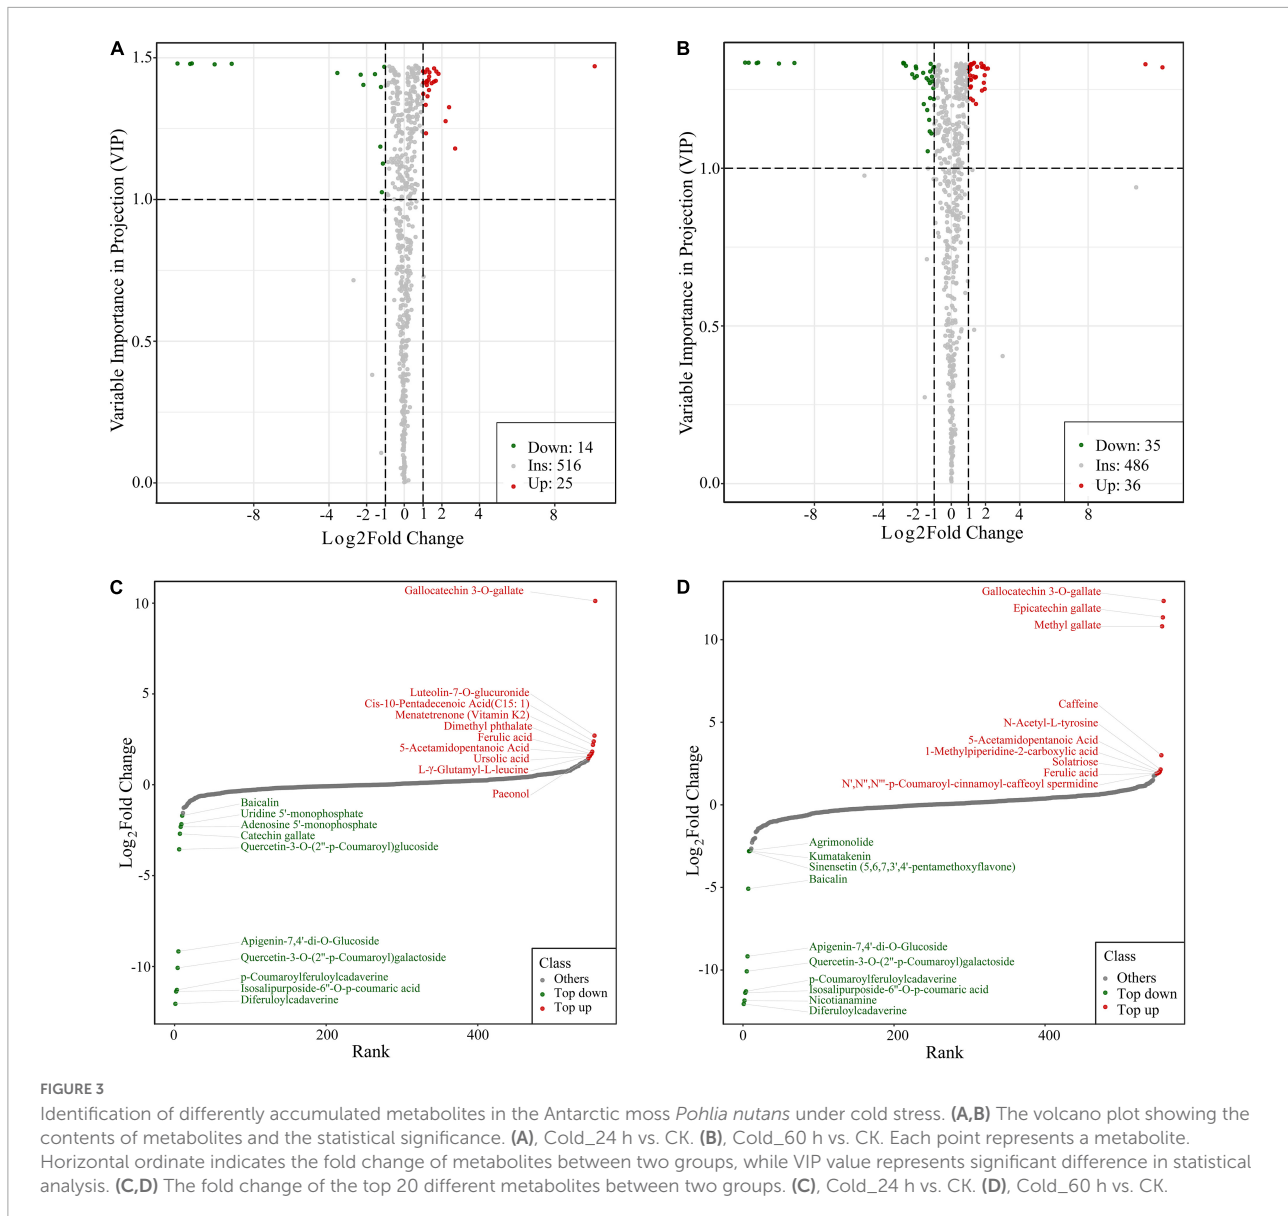 A
1.5
1.0
0.5
0.0
Variable Importance in Projection (VIP)
Down: 14
Ins: 516
Up: 25
-8
-4
-2
-1
0
1
2
4
8
Log2Fold Change
B
1.0
0.5
0.0
Variable Importance in Projection (VIP)
Down: 35
Ins: 486
Up: 36
-8
-4
-2
-1
0
1
2
4
8
Log2Fold Change
C
10
5
0
-5
-10
Log2Fold Change
Gallocatechin 3-O-gallate
Luteolin-7-O-glucuronide
Cis-10-Pentadecenoic Acid(C15: 1)
Menatetrenone (Vitamin K2)
Dimethyl phthalate
Ferulic acid
5-Acetamidopentanoic Acid
Ursolic acid
L-γ-Glutamyl-L-leucine
Paeonol
Baicalin
Uridine 5'-monophosphate
Adenosine 5'-monophosphate
Catechin gallate
Quercetin-3-O-(2"-p-Coumaroyl)glucoside
Apigenin-7,4'-di-O-Glucoside
Quercetin-3-O-(2"-p-Coumaroyl)galactoside
p-Coumaroylferuloylcadaverine
Isosalipurposide-6"-O-p-coumaric acid
Diferuloylcadaverine
Class
Others
Top down
Top up
0
200
400
Rank
D
10
5
0
-5
-10
Log2Fold Change
Gallocatechin 3-O-gallate
Epicatechin gallate
Methyl gallate
Caffeine
N-Acetyl-L-tyrosine
5-Acetamidopentanoic Acid
1-Methylpiperidine-2-carboxylic acid
Solatriose
Ferulic acid
N',N",N'"-p-Coumaroyl-cinnamoyl-caffeoyl spermidine
Agrimonolide
Kumatakenin
Sinensetin (5,6,7,3',4'-pentamethoxyflavone)
Baicalin
Apigenin-7,4'-di-O-Glucoside
Quercetin-3-O-(2"-p-Coumaroyl)galactoside
p-Coumaroylferuloylcadaverine
Isosalipurposide-6"-O-p-coumaric acid
Nicotianamine
Diferuloylcadaverine
Class
Others
Top down
Top up
0
200
400
Rank
FIGURE 3
Identification of differently accumulated metabolites in the Antarctic moss Pohlia nutans under cold stress. (A,B) The volcano plot showing the
contents of metabolites and the statistical significance. (A), Cold_24 h vs. CK. (B), Cold_60 h vs. CK. Each point represents a metabolite.
Horizontal ordinate indicates the fold change of metabolites between two groups, while VIP value represents significant difference in statistical
analysis. (C,D) The fold change of the top 20 different metabolites between two groups. (C), Cold_24 h vs. CK. (D), Cold_60 h vs. CK.